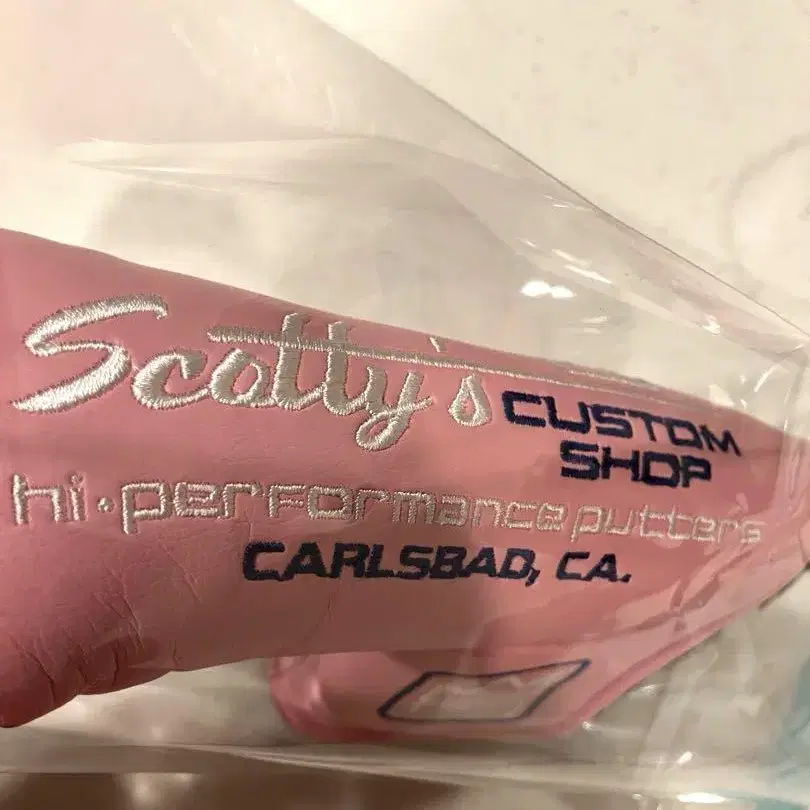 Scotty's CUSTOM
SHOP
hi•performance putters
CARLSBAD, CA.